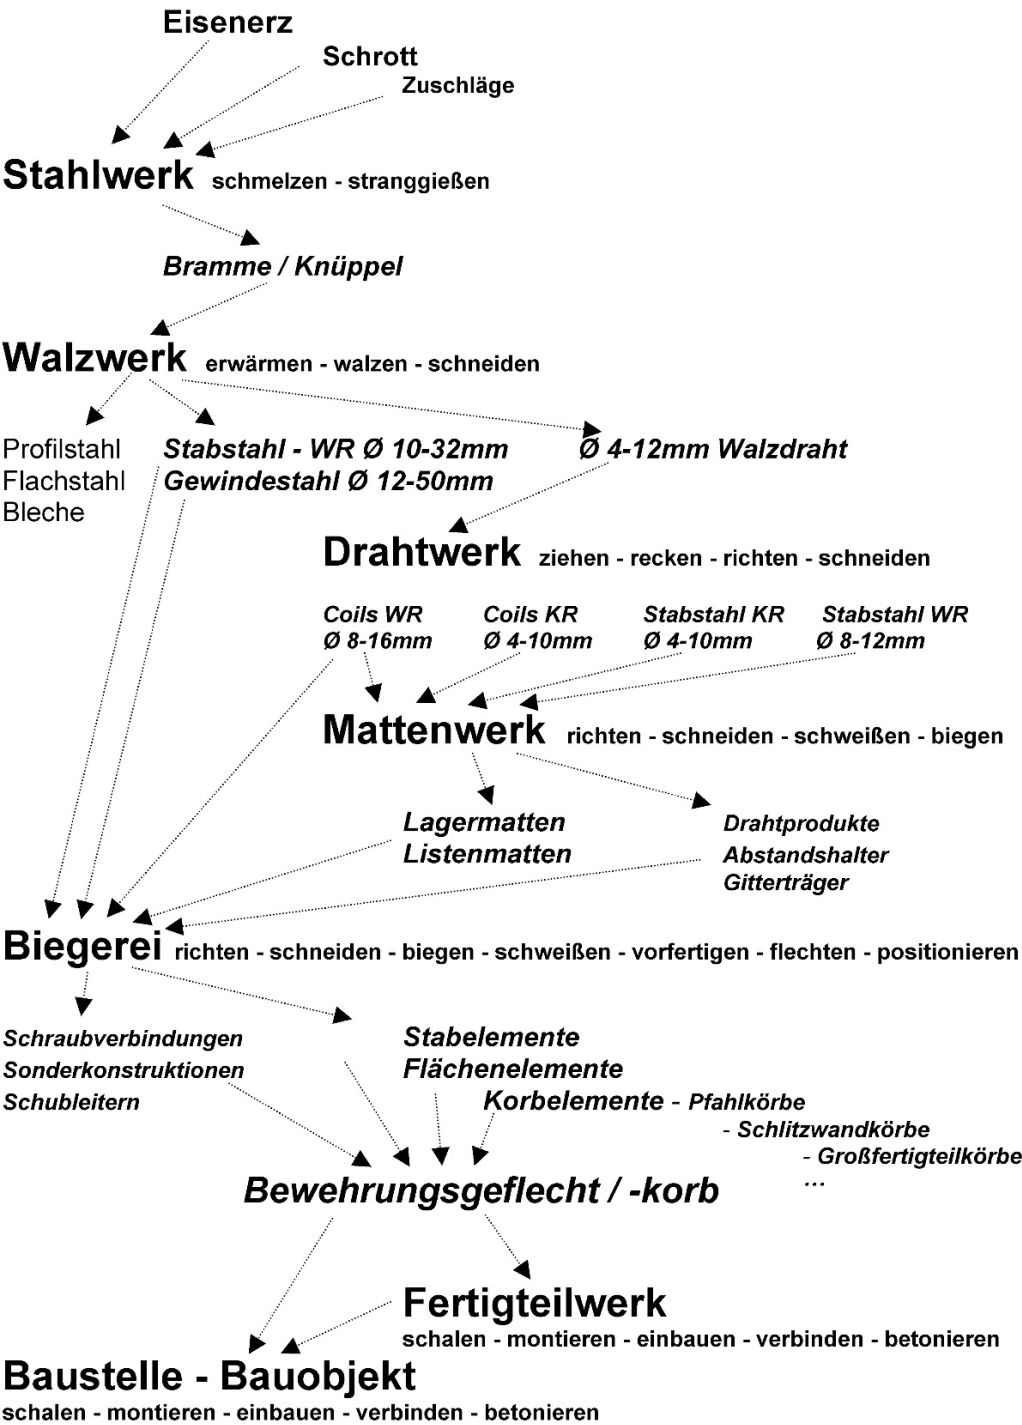 Eisenerz
Schrott
Zuschläge
Stahlwerk schmelzen - stranggießen
Bramme / Knüppel
Walzwerk erwärmen - walzen - schneiden
Profilstahl Stabstahl - WR Ø 10-32mm Ø 4-12mm Walzdraht
Flachstahl Gewindestahl Ø 12-50mm
Bleche
Drahtwerk ziehen - recken - richten - schneiden
Coils WR Coils KR Stabstahl KR Stabstahl WR
Ø 8-16mm Ø 4-10mm Ø 4-10mm Ø 8-12mm
Mattenwerk richten - schneiden - schweißen - biegen
Lagermatten Drahtprodukte
Listenmatten Abstandshalter
Gitterträger
Biegerei richten - schneiden - biegen - schweißen - vorfertigen - flechten - positionieren
Schraubverbindungen Stabelemente
Sonderkonstruktionen Flächenelemente
Schubleitern Korbelemente - Pfahlkörbe
- Schlitzwandkörbe
- Großfertigteilkörbe
...
Bewehrungsgeflecht / -korb
Fertigteilwerk
schalen - montieren - einbauen - verbinden - betonieren
Baustelle - Bauobjekt
schalen - montieren - einbauen - verbinden - betonieren